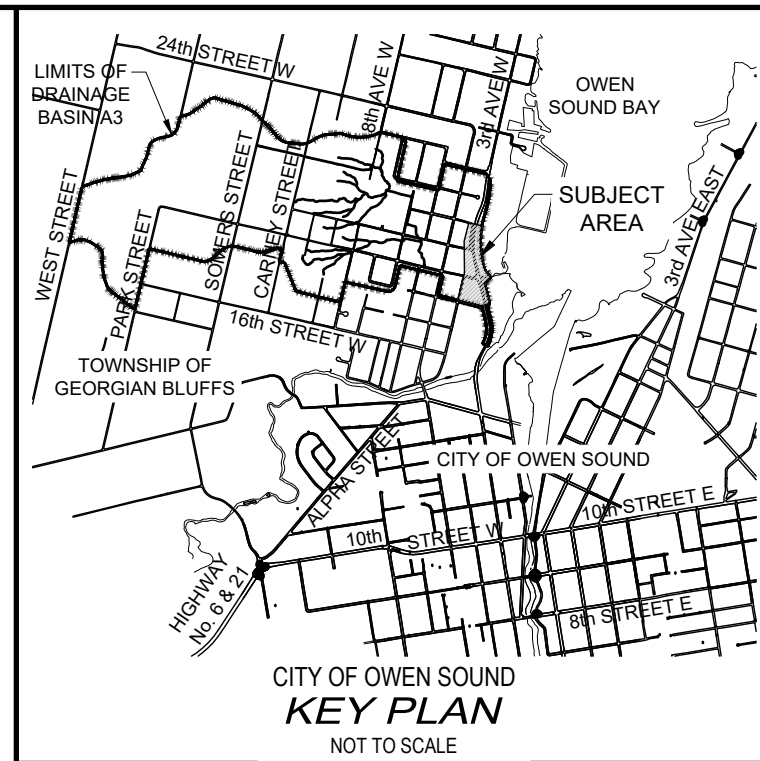 24th STREET W
LIMITS OF
DRAINAGE
BASIN A3
8th AVE W
3rd AVE W
OWEN
SOUND BAY
SUBJECT
AREA
3rd AVE EAST
WEST STREET
PARK STREET
SOMERS STREET
CARNEY STREET
16th STREET W
TOWNSHIP OF
GEORGIAN BLUFFS
ALPHA STREET
CITY OF OWEN SOUND
10th STREET W
10th STREET E
HIGHWAY
No. 6 & 21
8th STREET E
CITY OF OWEN SOUND
KEY PLAN
NOT TO SCALE